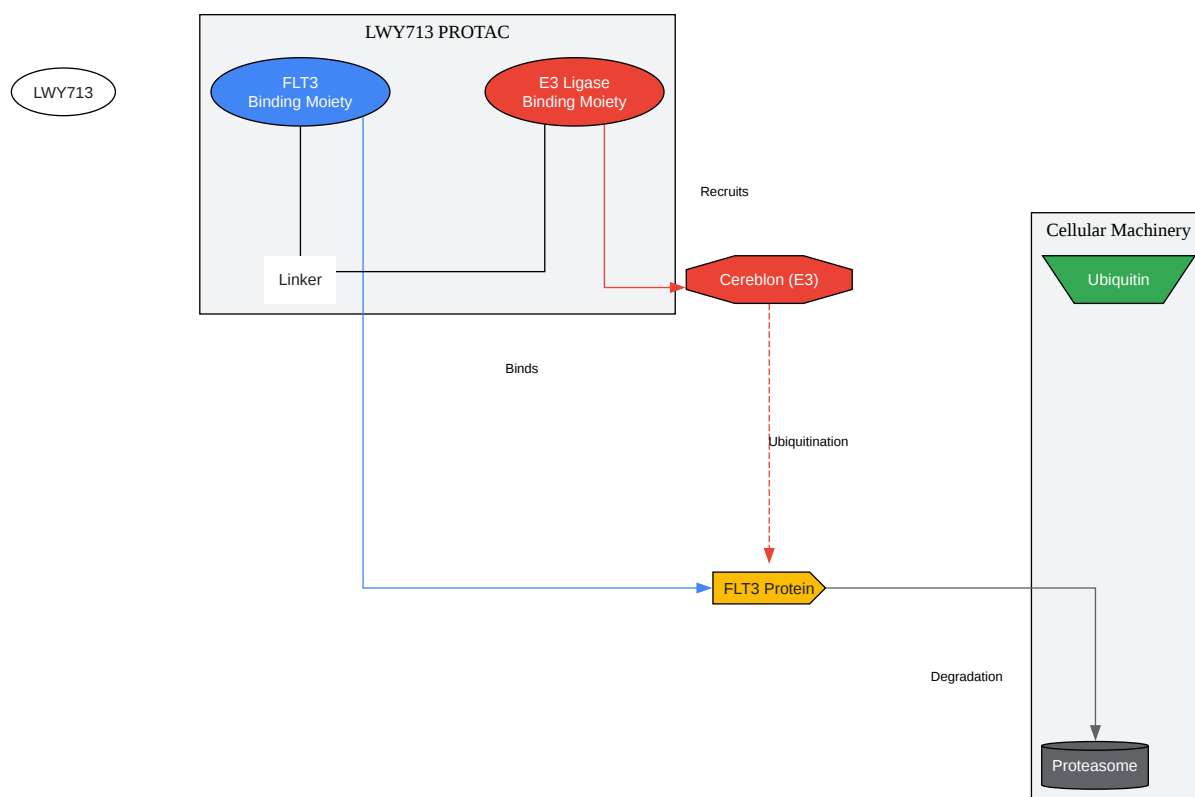 LWY713 PROTAC
LWY713
FLT3
Binding Moiety
E3 Ligase
Binding Moiety
Recruits
Cellular Machinery
Linker
Cereblon (E3)
Ubiquitin
Binds
Ubiquitination
FLT3 Protein
Degradation
Proteasome